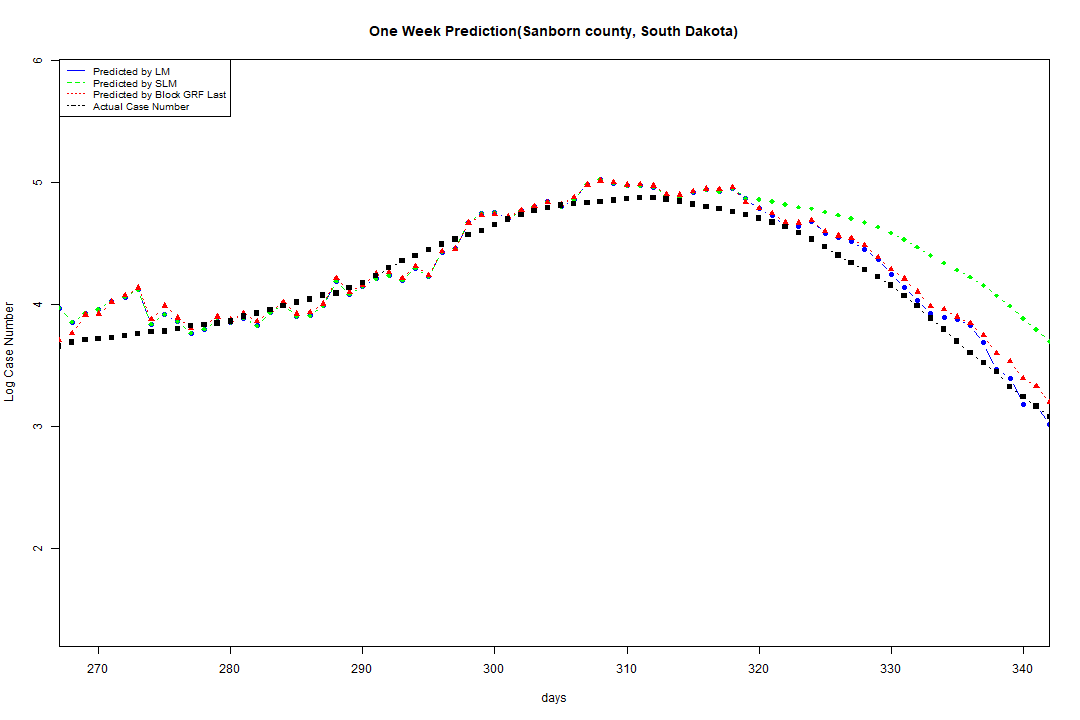 One Week Prediction(Sanborn county, South Dakota)
Predicted by LM
Predicted by SLM
Predicted by Block GRF Last
Actual Case Number
6
5
4
3
2
Log Case Number
270 280 290 300 310 320 330 340
days